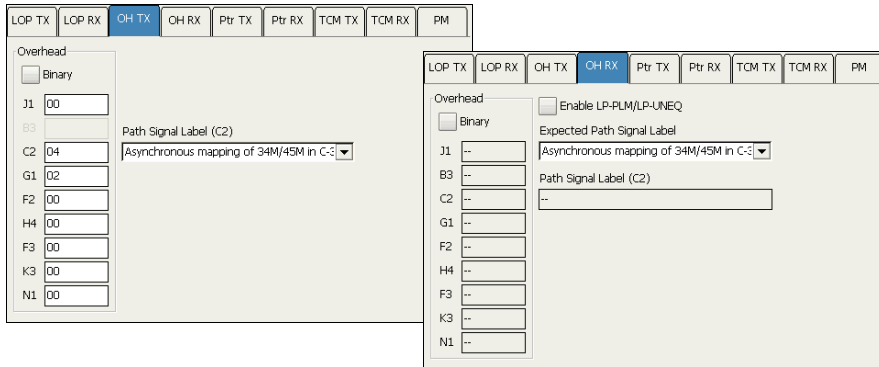 LOP TX LOP RX OH TX OH RX Ptr TX Ptr RX TCM TX TCM RX PM
Overhead
Binary
J1 00
B3
Path Signal Label (C2)
C2 04 Asynchronous mapping of 34M/45M in C-3
G1 02
F2 00
H4 00
F3 00
K3 00
N1 00
LOP TX LOP RX OH TX OH RX Ptr TX Ptr RX TCM TX TCM RX PM
Overhead
Enable LP-PLM/LP-UNEQ
Binary
Expected Path Signal Label
J1 -- Asynchronous mapping of 34M/45M in C-3
B3 -- Path Signal Label (C2)
C2 -- --
G1 --
F2 --
H4 --
F3 --
K3 --
N1 --